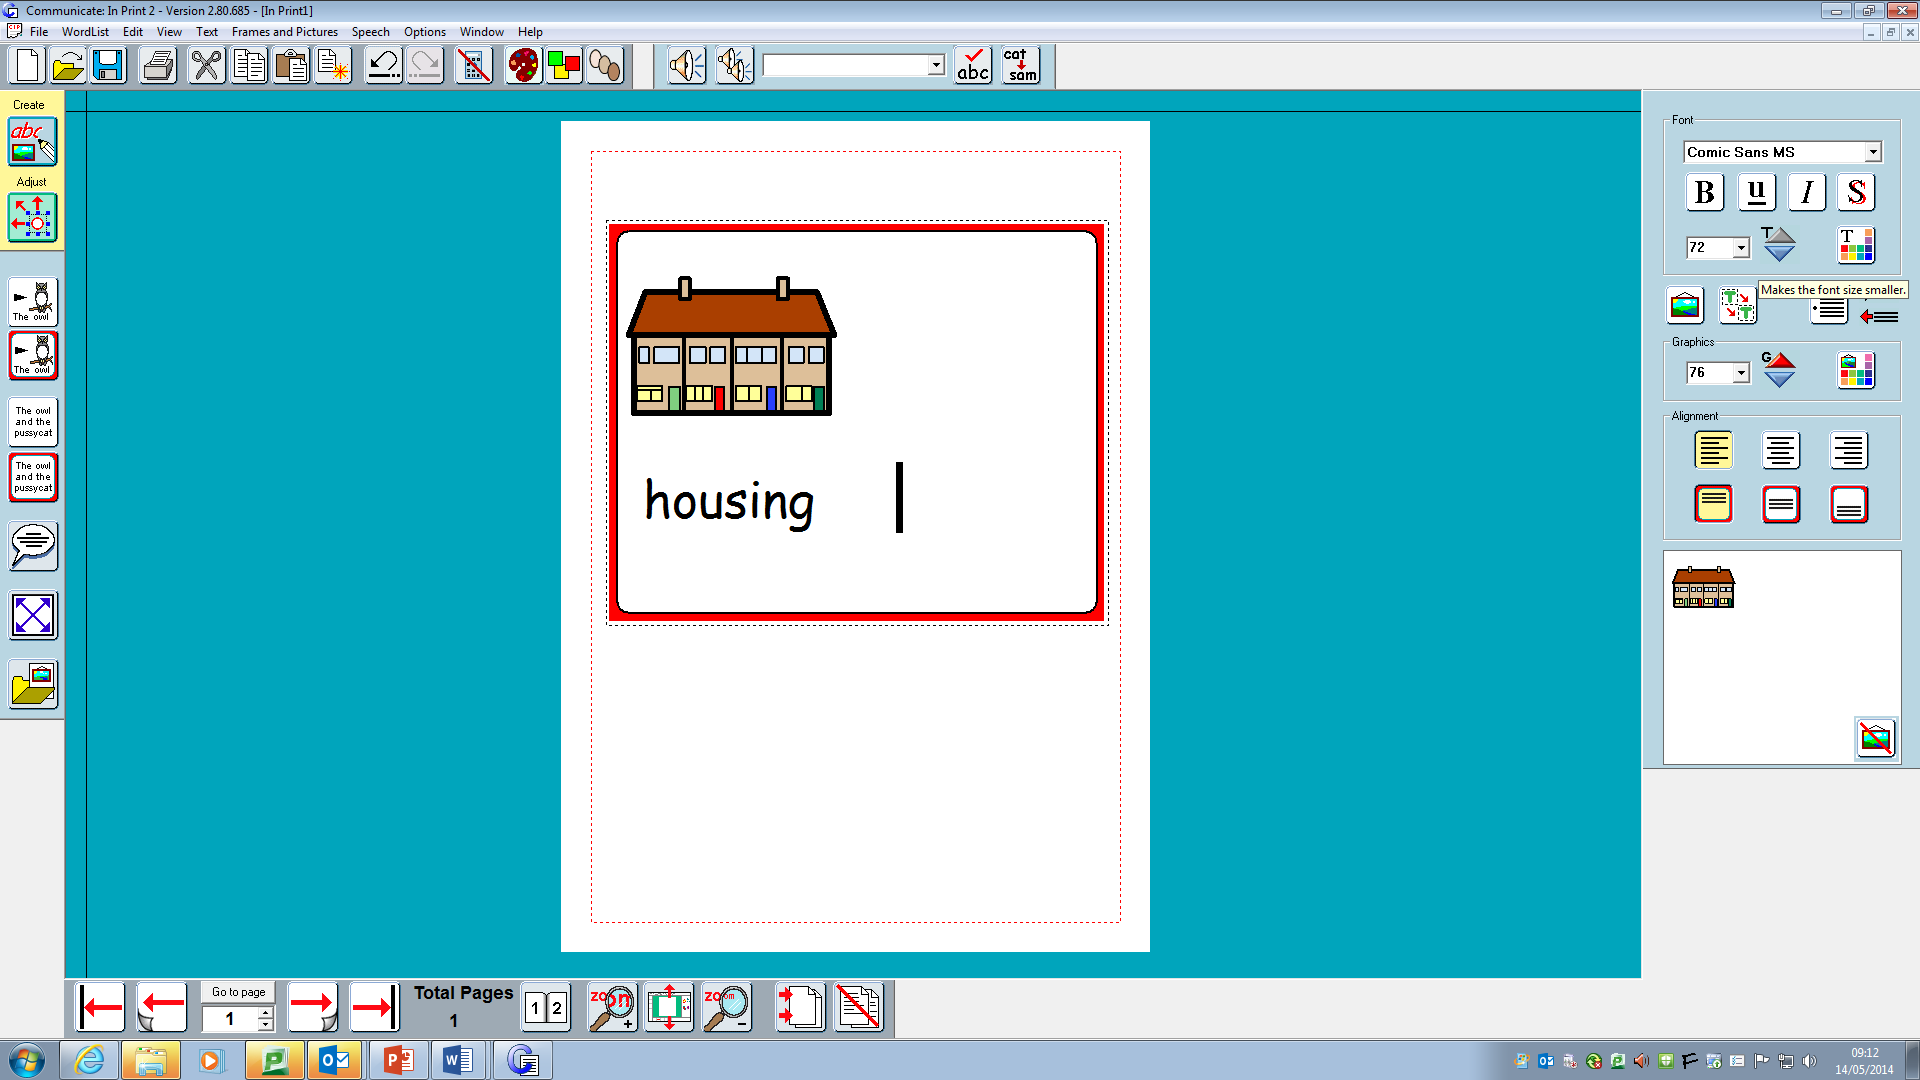 Communicate: In Print 2 - Version 2.80.685 - [In Print1]
File WordList Edit View Text Frames and Pictures Speech Options Window Help
abc
cat
sam
Create
abc
Adjust
The owl
The owl
The owl
and the
pussycat
The owl
and the
pussycat
housing
Font
Comic Sans MS
B u I S
72
T
T
Makes the font size smaller.
Graphics
76
G
Alignment
Go to page
1
Total Pages
1
1 2
zoom
+
zoom
-
09:12
14/05/2014